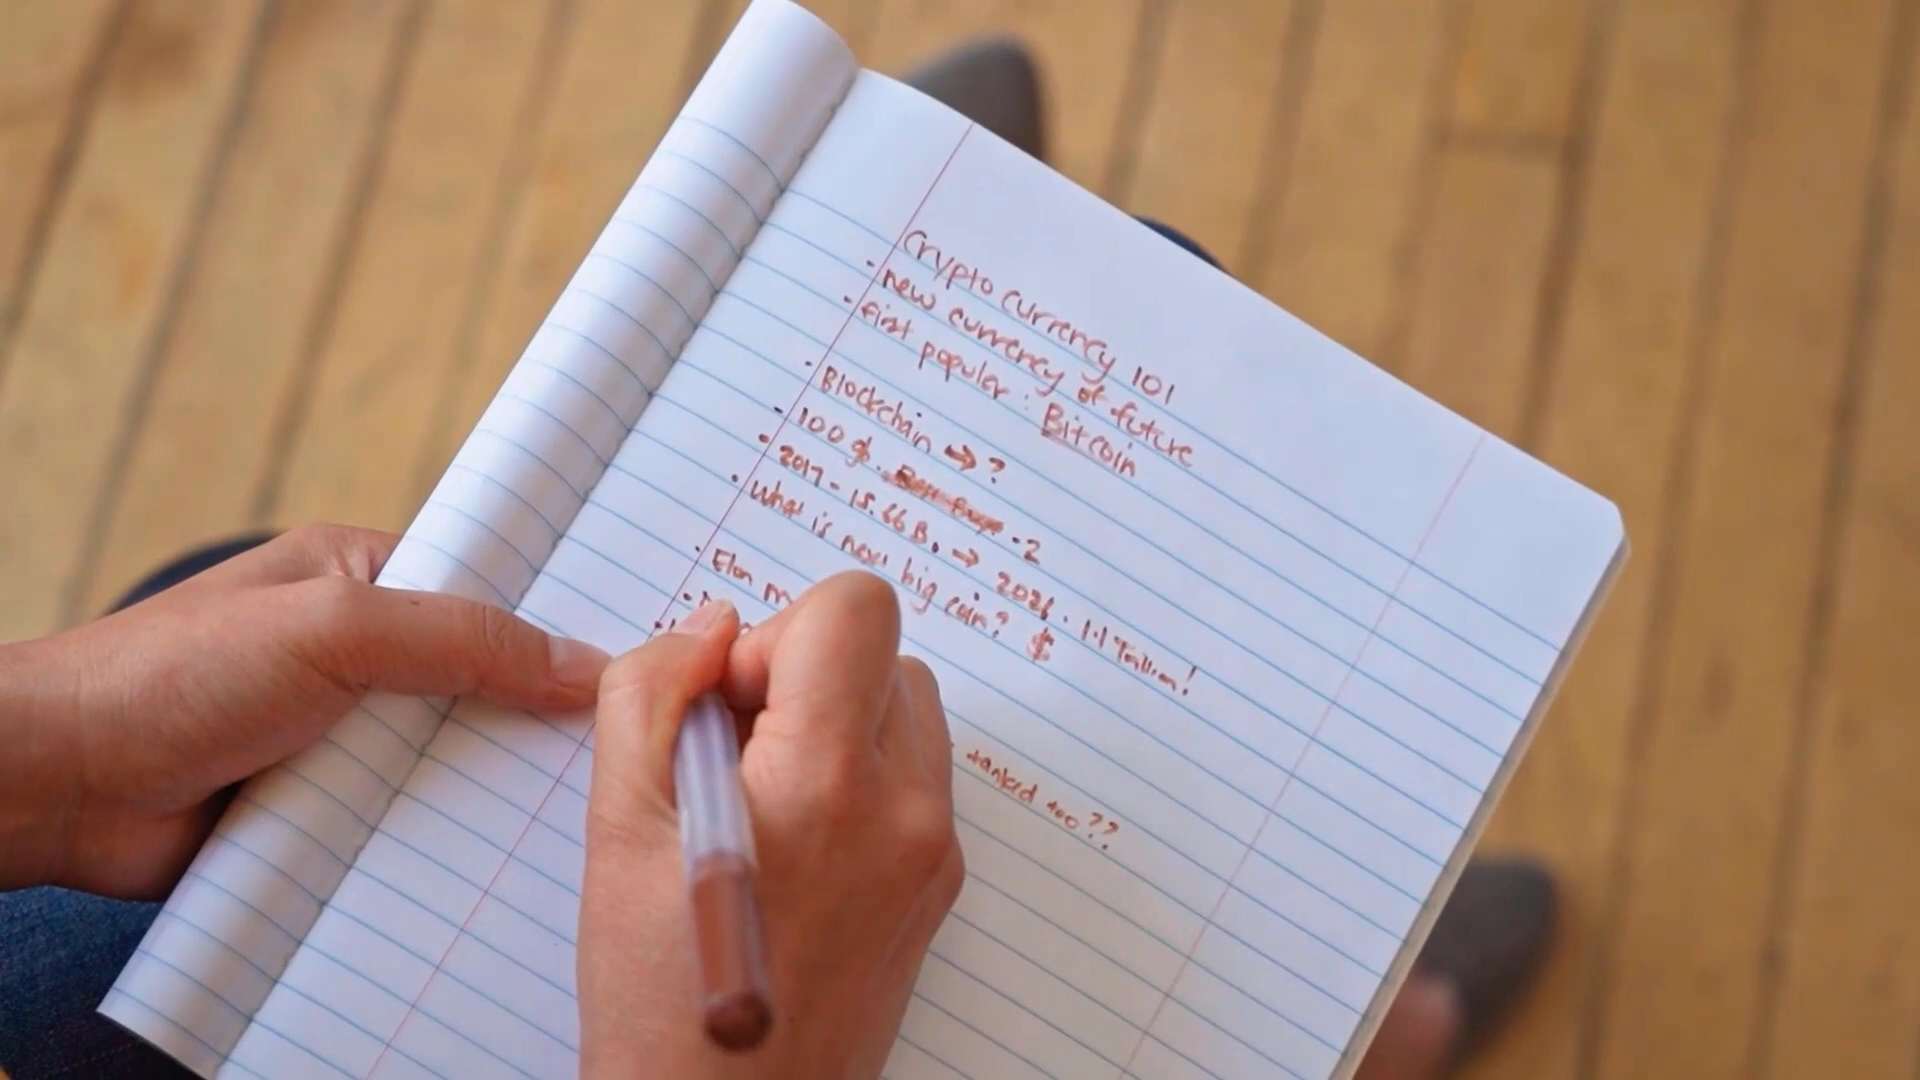 Crypto currency 101
· new currency of future
· first popular : Bitcoin
· Blockchain → ?
· 100 $ · 2
· 2017 - 15.66 B. → 2021 · 1.1 Trillion!
· What is next big coin? $
· Elon m
tanked too ??